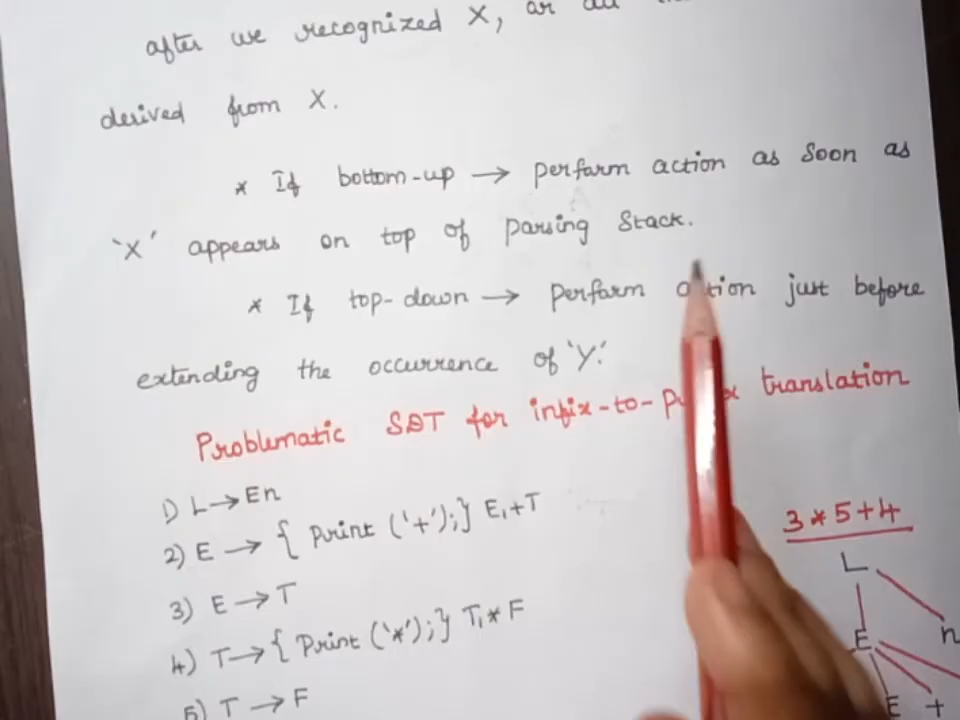 after we recognized X, or all
derived from X.
* If bottom-up → perform action as soon as
'X' appears on top of parsing stack.
* If top-down → perform action just before
extending the occurrence of 'Y'.
Problematic SDT for infix-to- translation
1) L → En
2) E → { Print ('+'); } E1 + T
3) E → T
4) T → { Print ('*'); } T1 * F
5) T → F
3 * 5 + 4
L
E n
E +